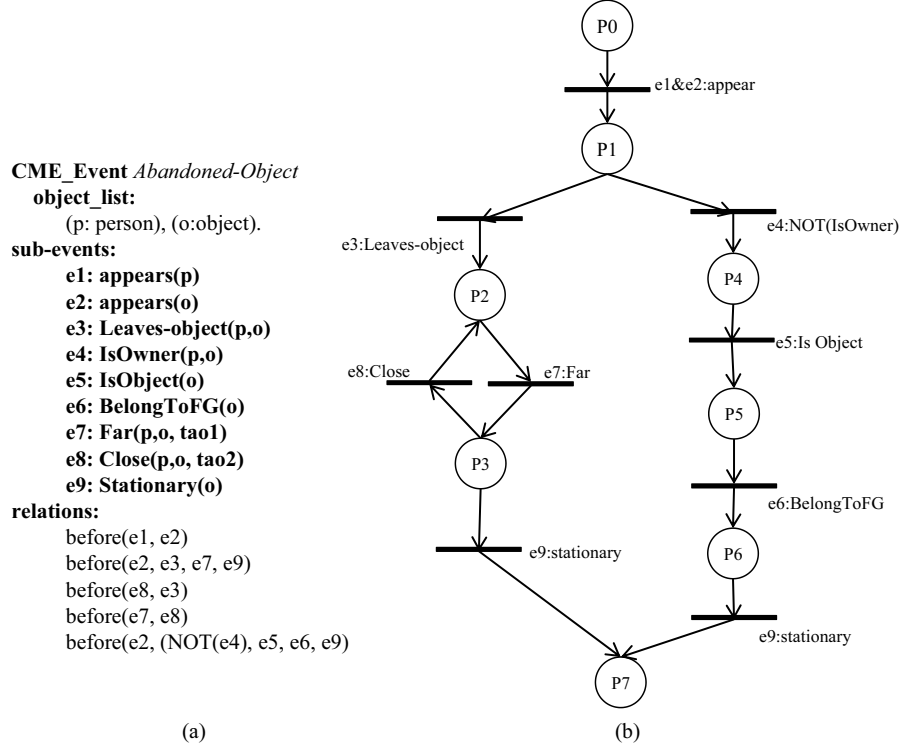 CME_Event Abandoned-Object
object_list:
(p: person), (o:object).
sub-events:
e1: appears(p)
e2: appears(o)
e3: Leaves-object(p,o)
e4: IsOwner(p,o)
e5: IsObject(o)
e6: BelongToFG(o)
e7: Far(p,o, tao1)
e8: Close(p,o, tao2)
e9: Stationary(o)
relations:
before(e1, e2)
before(e2, e3, e7, e9)
before(e8, e3)
before(e7, e8)
before(e2, (NOT(e4), e5, e6, e9)
(a)
P0
e1&e2:appear
P1
e3:Leaves-object
e4:NOT(IsOwner)
P2
P4
e5:Is Object
e8:Close
e7:Far
P5
P3
e6:BelongToFG
e9:stationary
P6
e9:stationary
P7
(b)